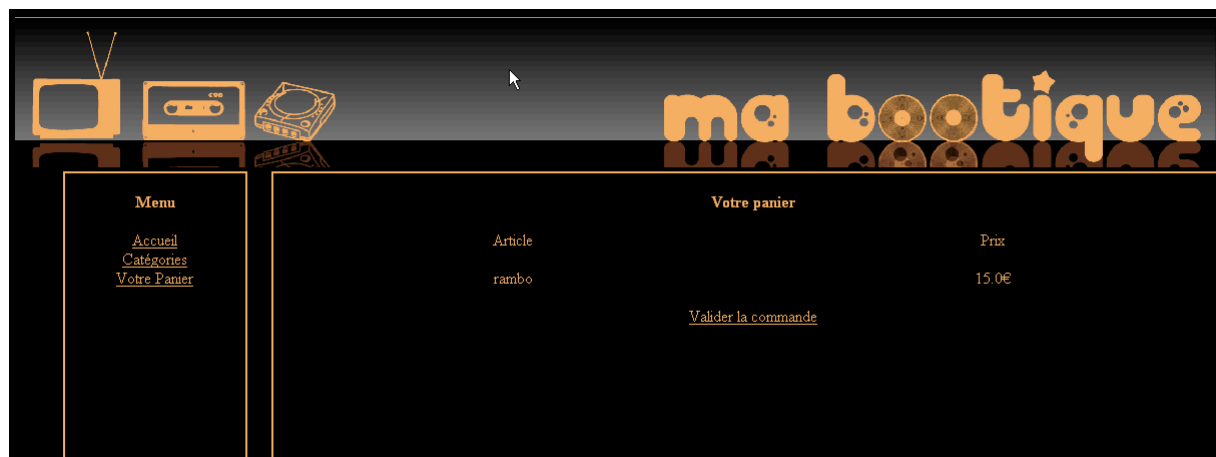 ma bootique
Menu
Accueil
Catégories
Votre Panier
Votre panier
Article Prix
rambo 15.0€
Valider la commande